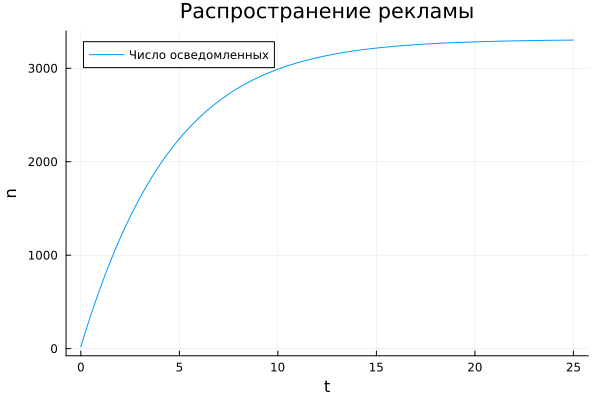 Распространение рекламы
Число осведомленных
3000
2000
1000
0
n
0 5 10 15 20 25
t